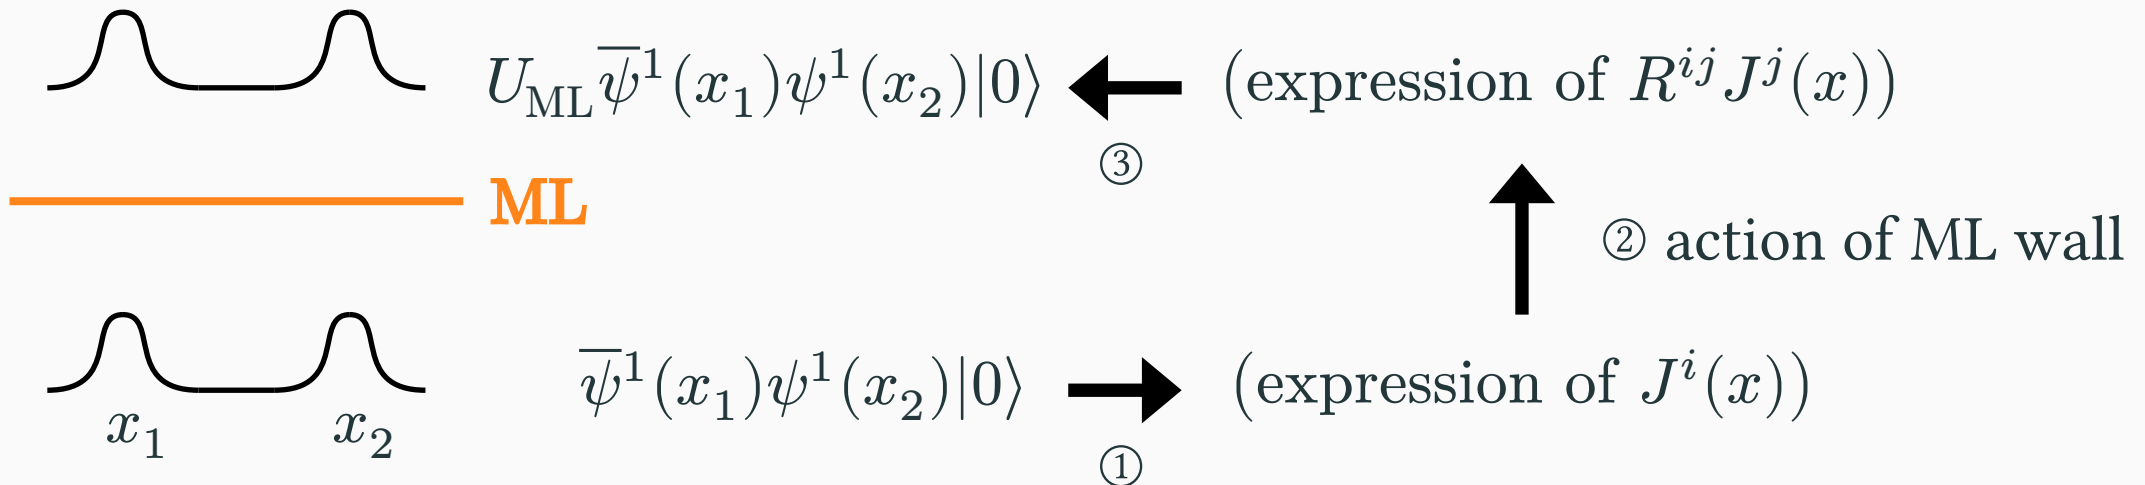 U_ML ψ̅¹(x₁)ψ¹(x₂)|0⟩ (expression of R^{ij}J^j(x))
③
ML
② action of ML wall
ψ̅¹(x₁)ψ¹(x₂)|0⟩ (expression of J^i(x))
x₁ x₂
①